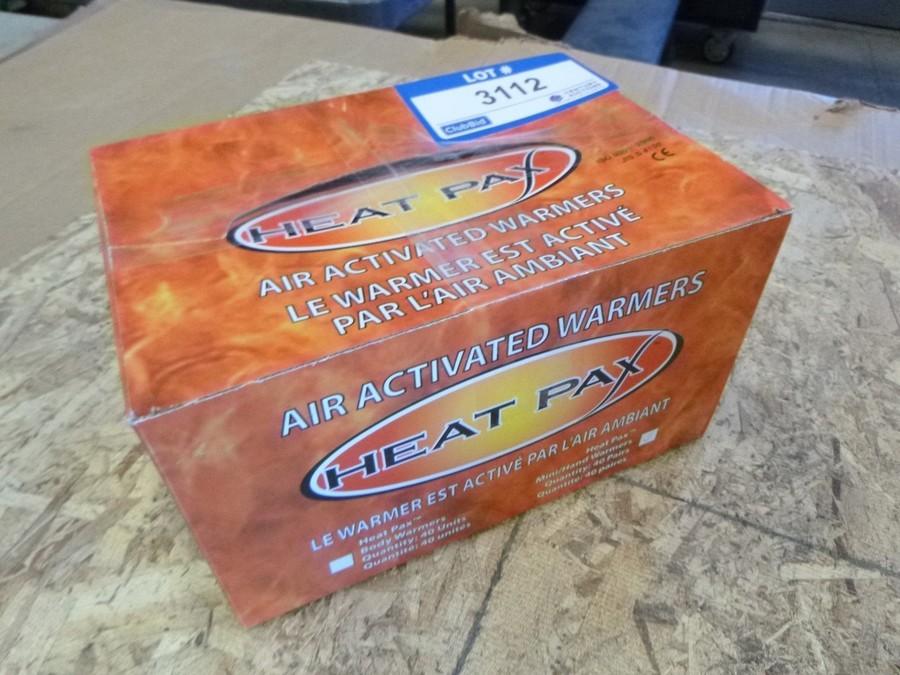 LOT #
3112
ClubBid
CE
HEAT PAX
AIR ACTIVATED WARMERS
LE WARMER EST ACTIVÉ
PAR L'AIR AMBIANT
AIR ACTIVATED WARMERS
HEAT PAX
LE WARMER EST ACTIVÉ PAR L'AIR AMBIANT
Heat Pax™
Body Warmers
Quantity: 40 Units
Quantité: 40 unités
Heat Pax™
Mini/Hand Warmers
Quantity: 40 Pairs
Quantité: 40 paires